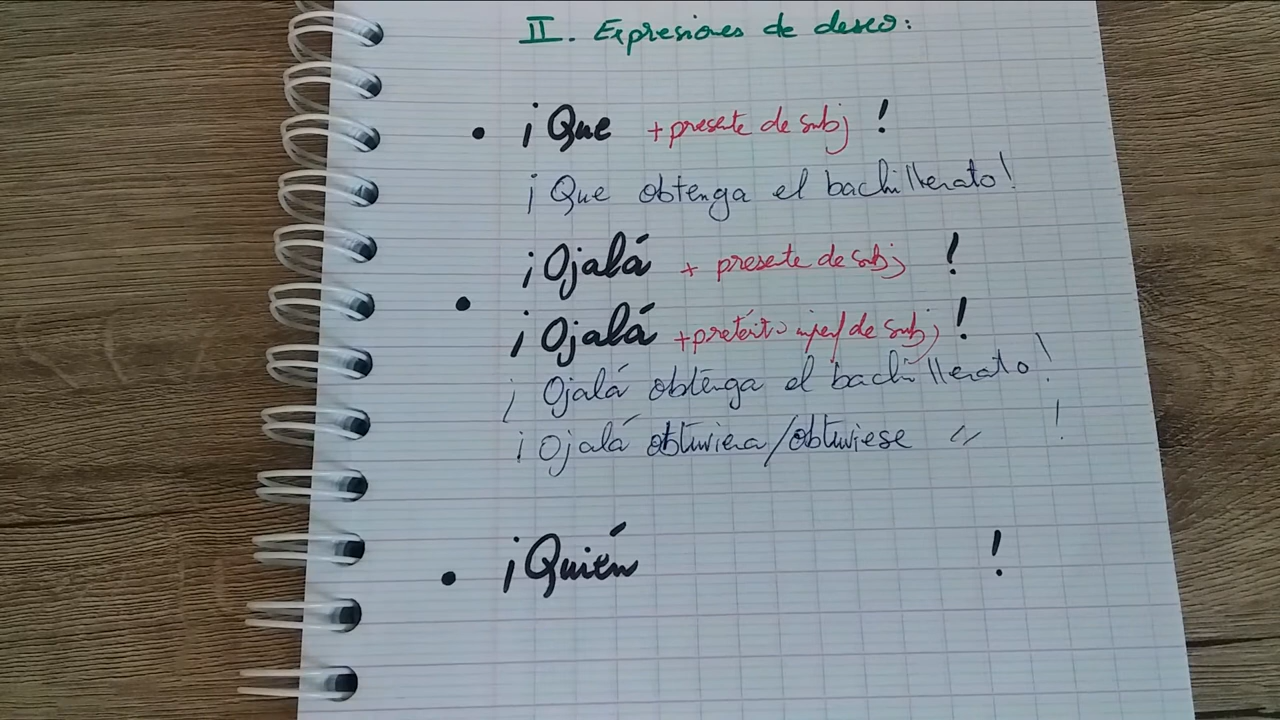 II. Expresiones de deseo:
• ¡Que + presente de subj !
¡Que obtenga el bachillerato!
¡Ojalá + presente de subj !
• ¡Ojalá + pretérito imperf de subj !
¡Ojalá obtenga el bachillerato!
¡Ojalá obtuviera/obtuviese " !
• ¡Quién !